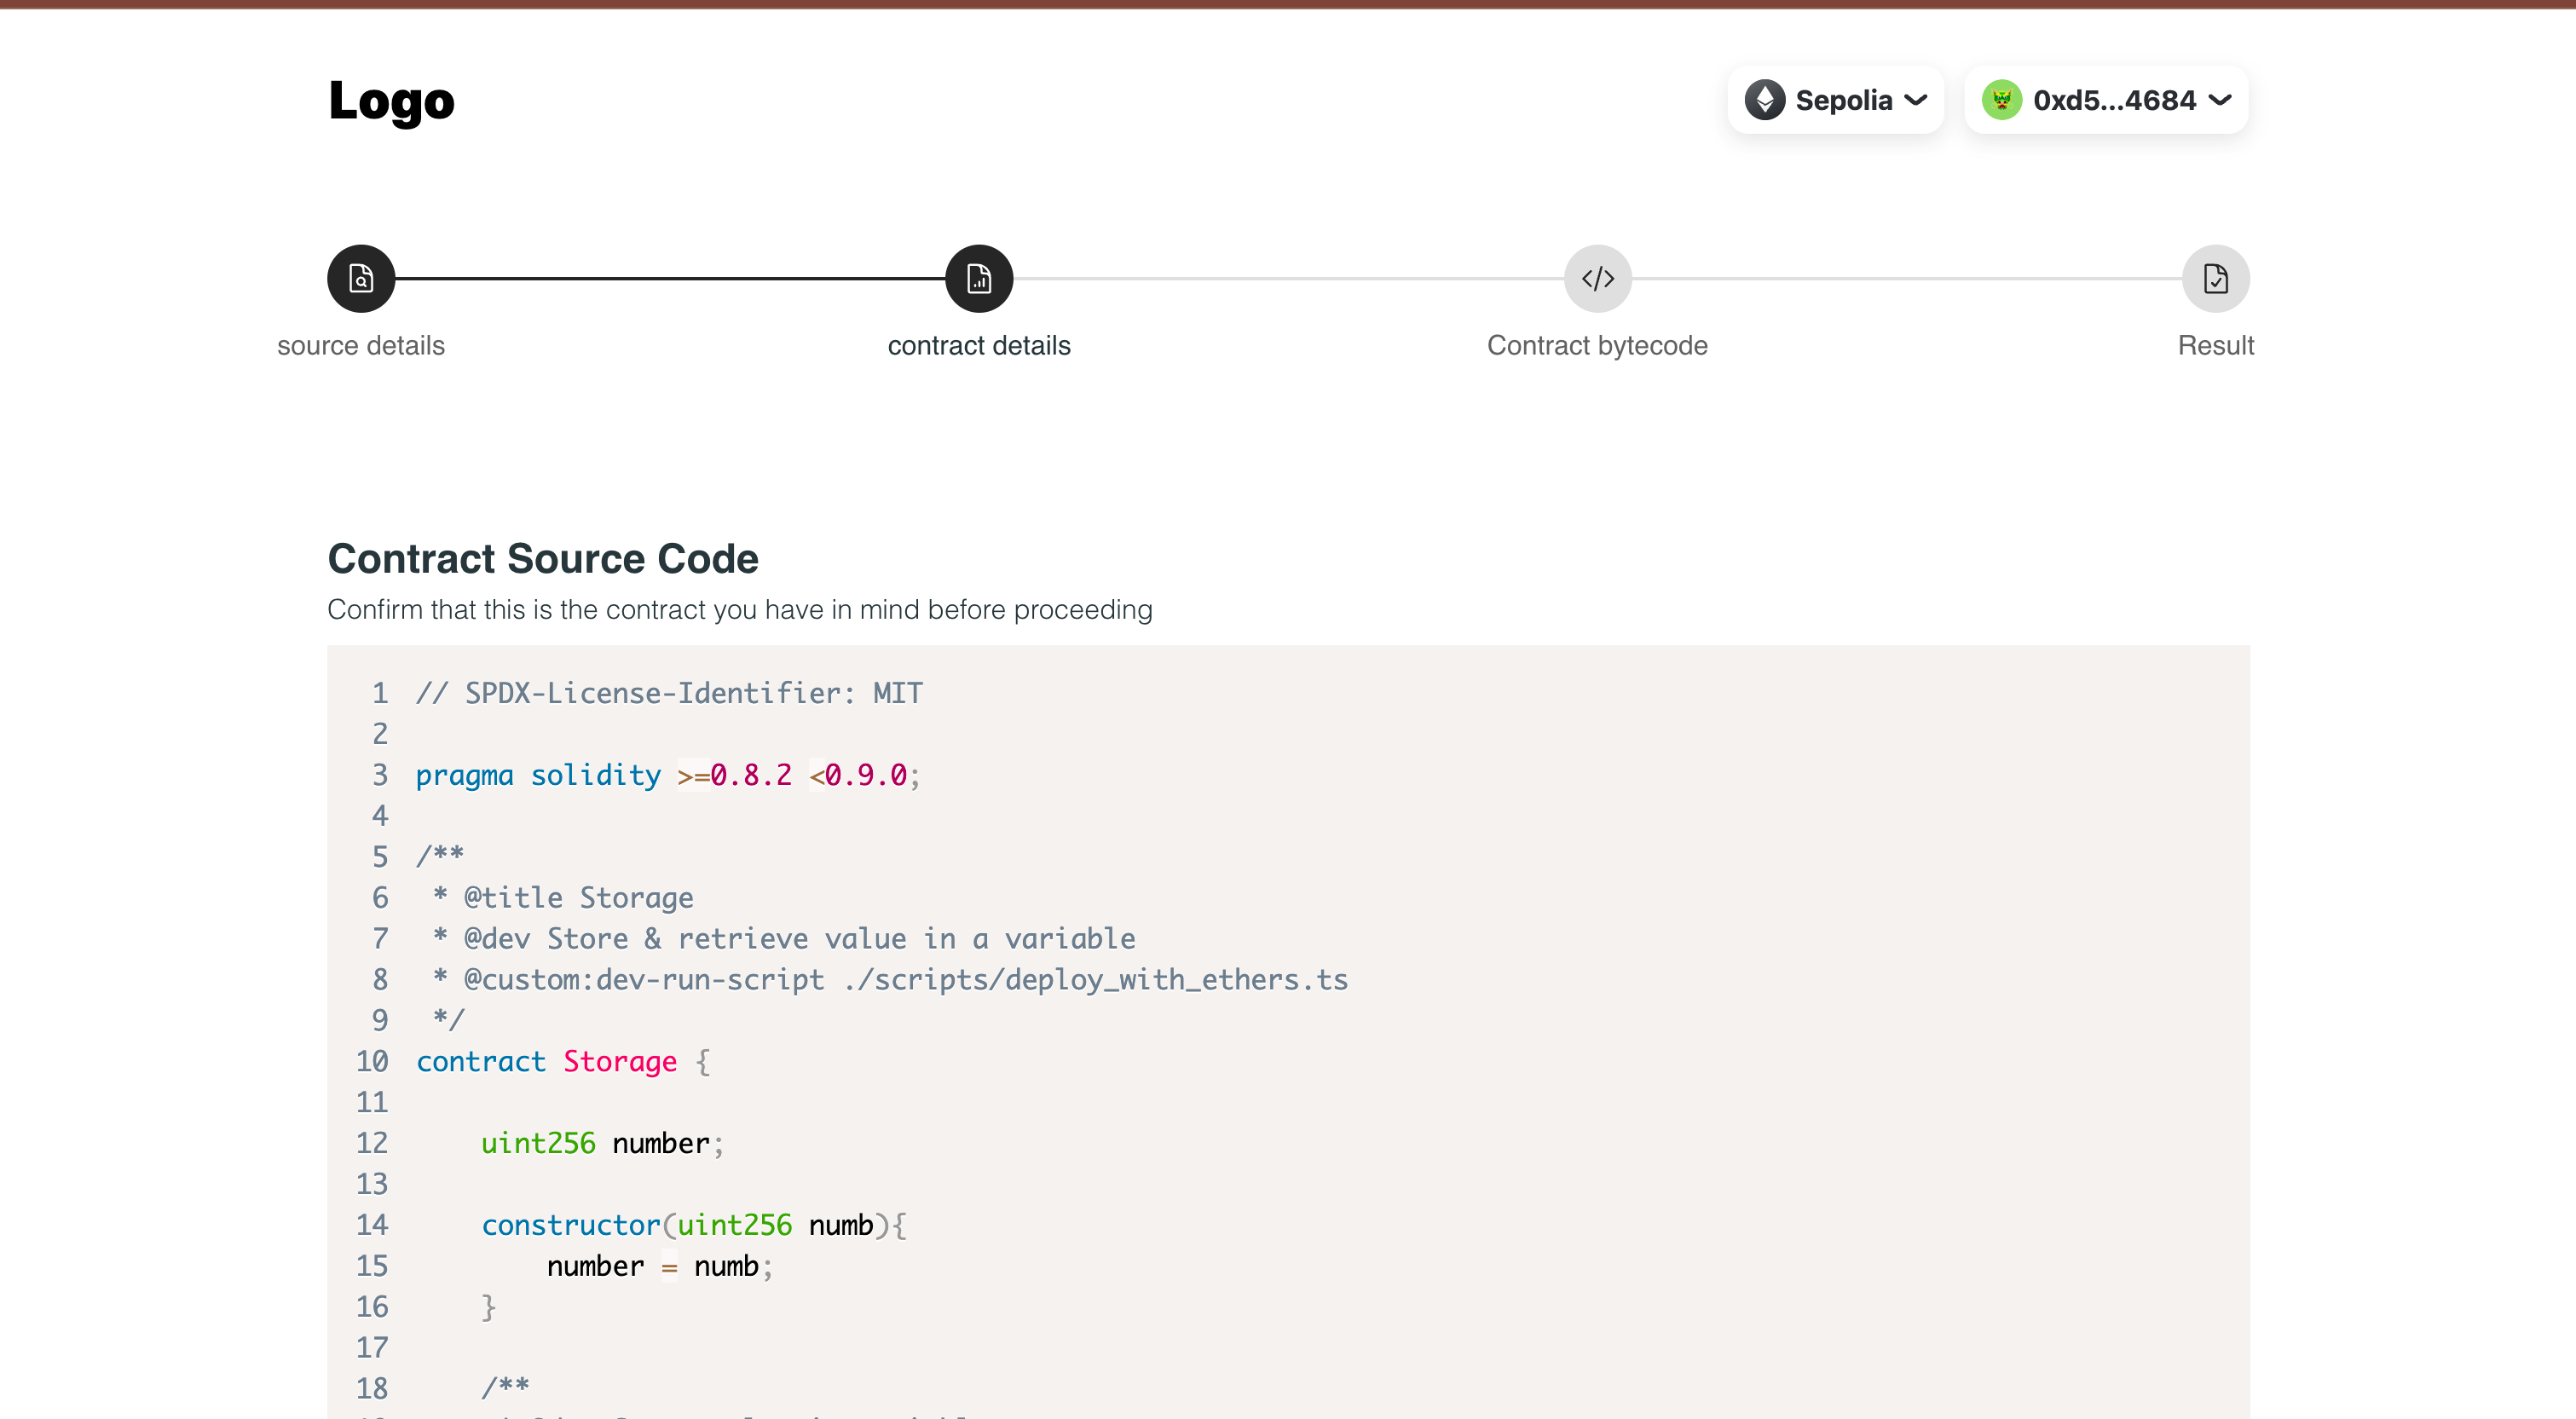 Logo
Sepolia
0xd5...4684
source details
contract details
</>
Contract bytecode
Result
Contract Source Code
Confirm that this is the contract you have in mind before proceeding
1 // SPDX-License-Identifier: MIT
2
3 pragma solidity >=0.8.2 <0.9.0;
4
5 /**
6  * @title Storage
7  * @dev Store & retrieve value in a variable
8  * @custom:dev-run-script ./scripts/deploy_with_ethers.ts
9  */
10 contract Storage {
11
12     uint256 number;
13
14     constructor(uint256 numb){
15         number = numb;
16     }
17
18     /**